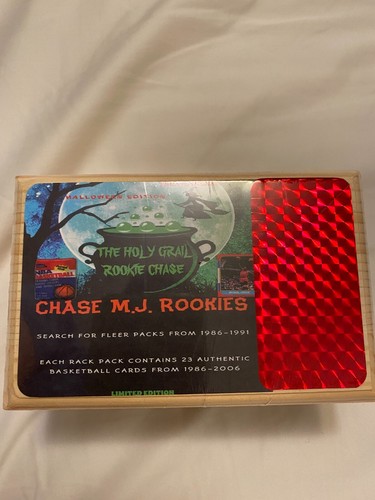 HALLOWEEN EDITION
THE HOLY GRAIL
ROOKIE CHASE
CHASE M.J. ROOKIES
SEARCH FOR FLEER PACKS FROM 1986-1991
EACH RACK PACK CONTAINS 23 AUTHENTIC
BASKETBALL CARDS FROM 1986-2006
LIMITED EDITION